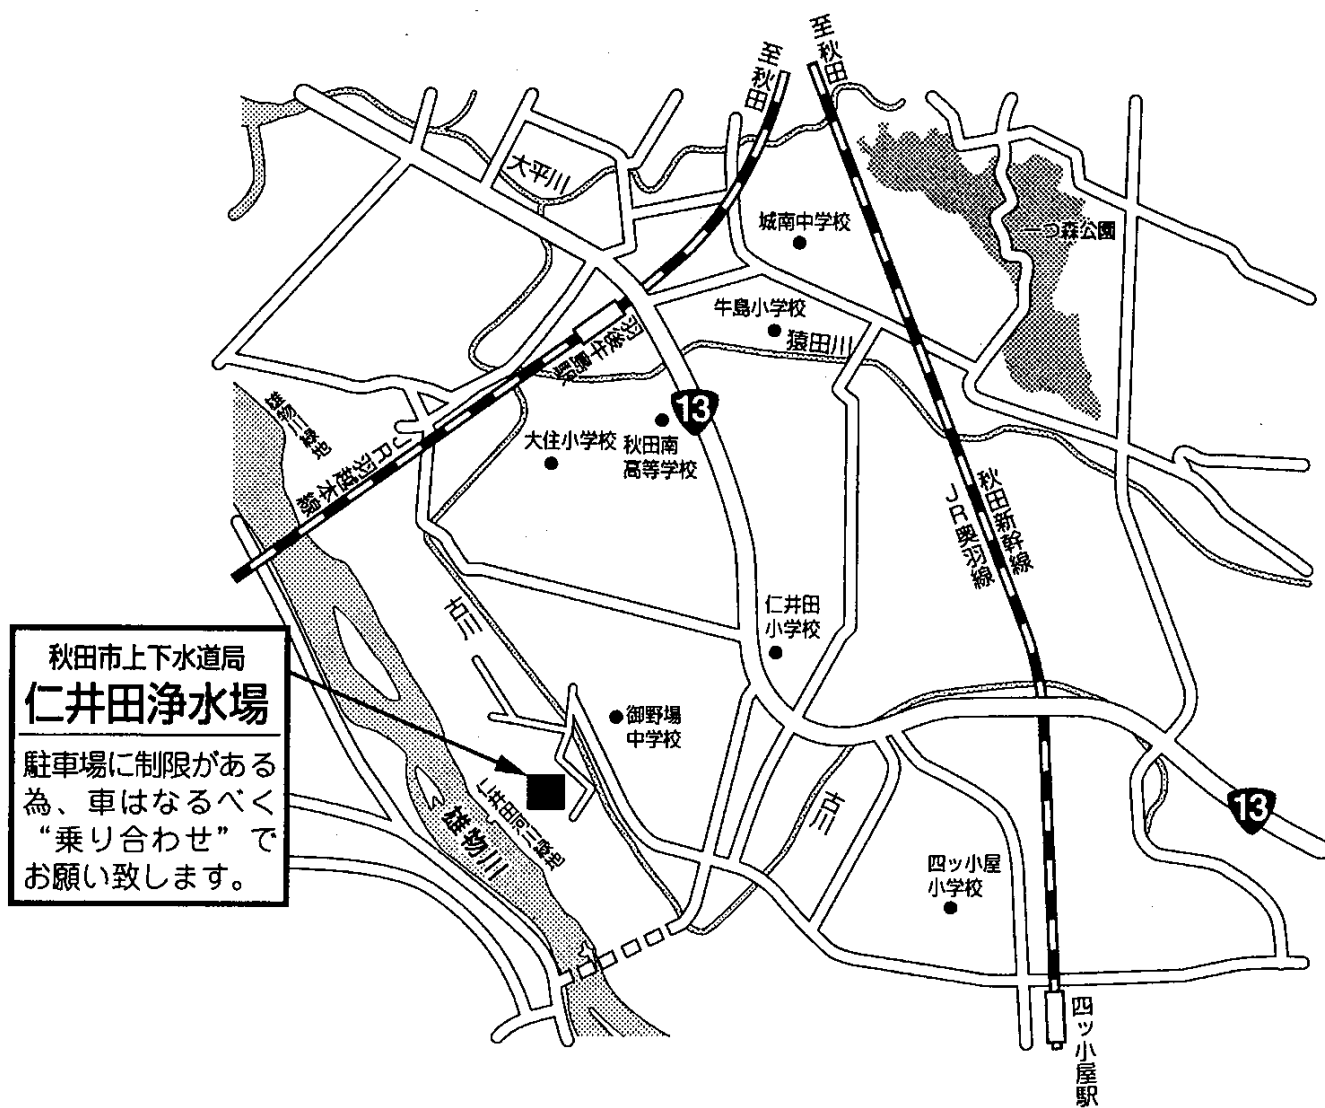 至秋田
至秋田
大平川
城南中学校
一つ森公園
牛島小学校
猿田川
羽後牛島駅
13
雄物川緑地
大住小学校
秋田南
高等学校
JR羽越本線
秋田新幹線
JR奥羽線
古川
仁井田
小学校
秋田市上下水道局
仁井田浄水場
駐車場に制限がある
為、車はなるべく
“乗り合わせ”で
お願い致します。
御野場
中学校
仁井田河川緑地
雄物川
古川
13
四ッ小屋
小学校
四ッ小屋駅